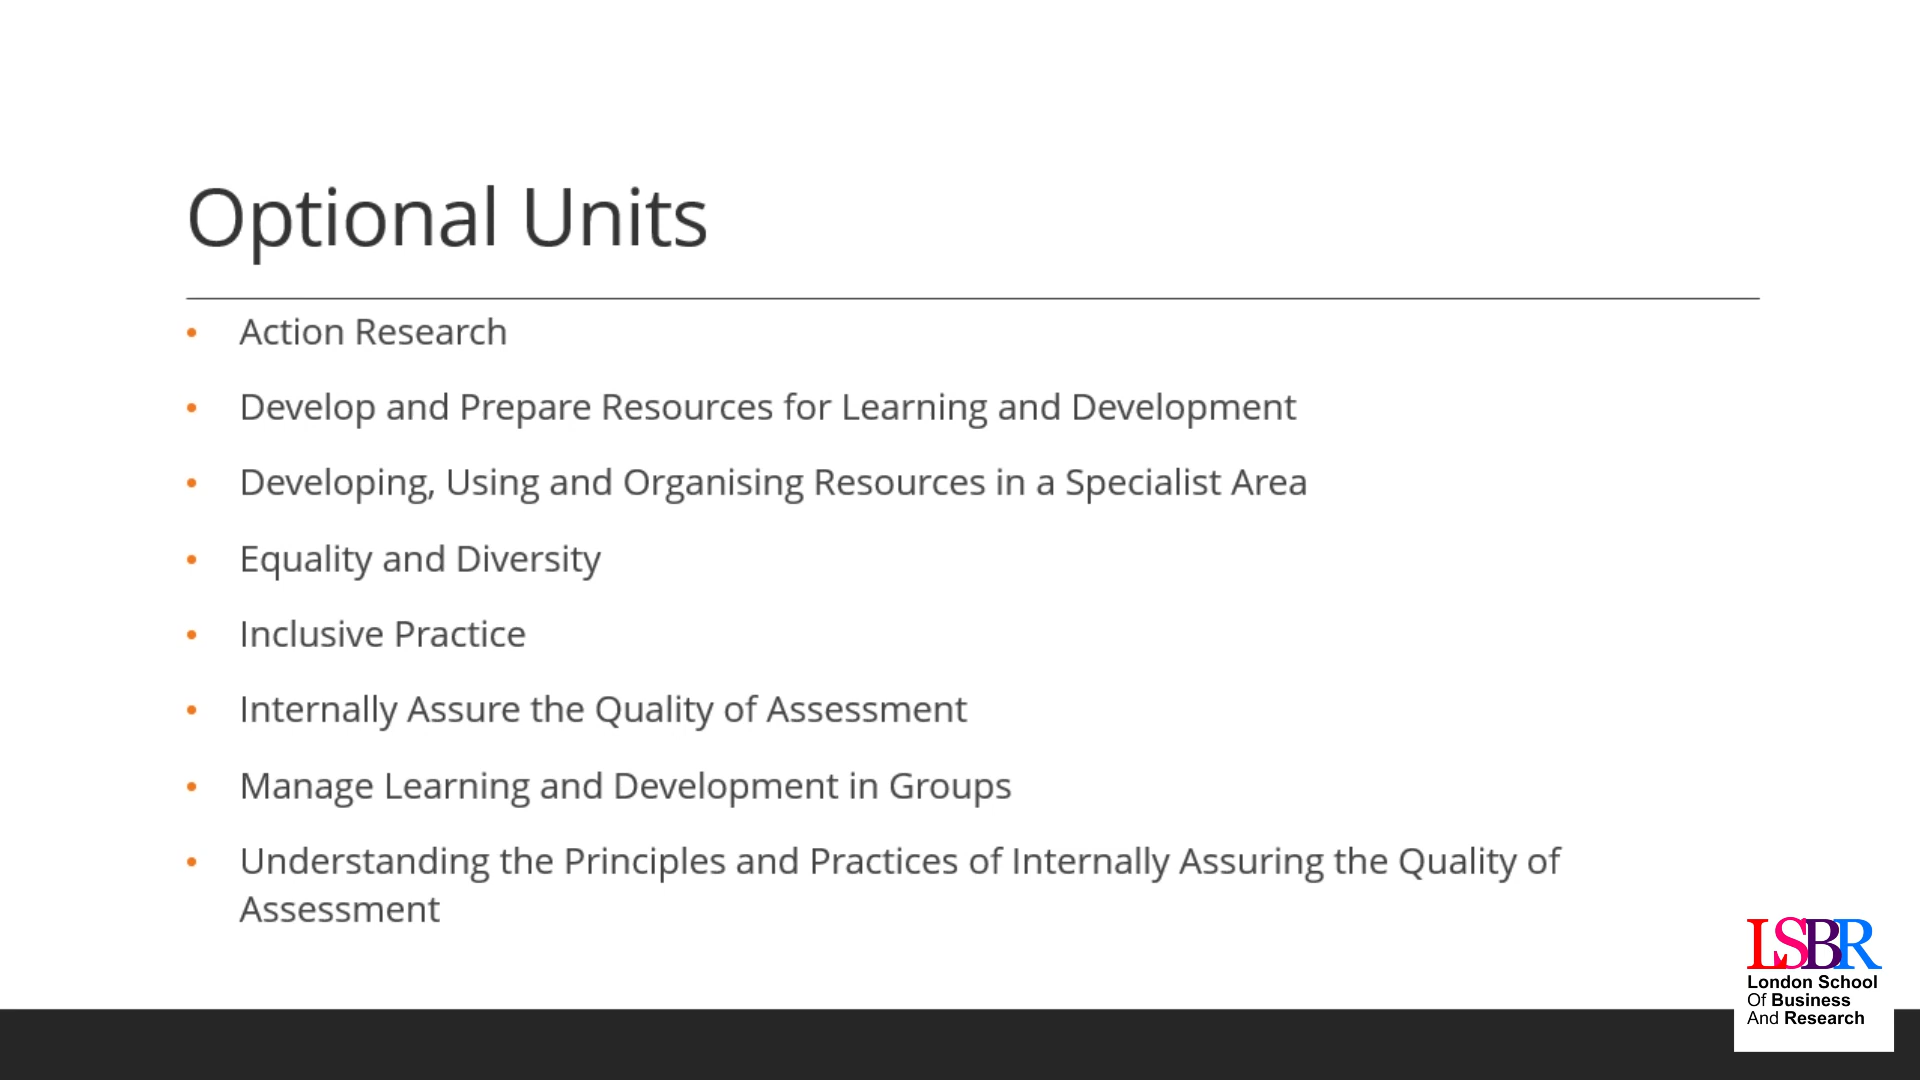 Optional Units
• Action Research
• Develop and Prepare Resources for Learning and Development
• Developing, Using and Organising Resources in a Specialist Area
• Equality and Diversity
• Inclusive Practice
• Internally Assure the Quality of Assessment
• Manage Learning and Development in Groups
• Understanding the Principles and Practices of Internally Assuring the Quality of
Assessment
LSBR
London School
Of Business
And Research